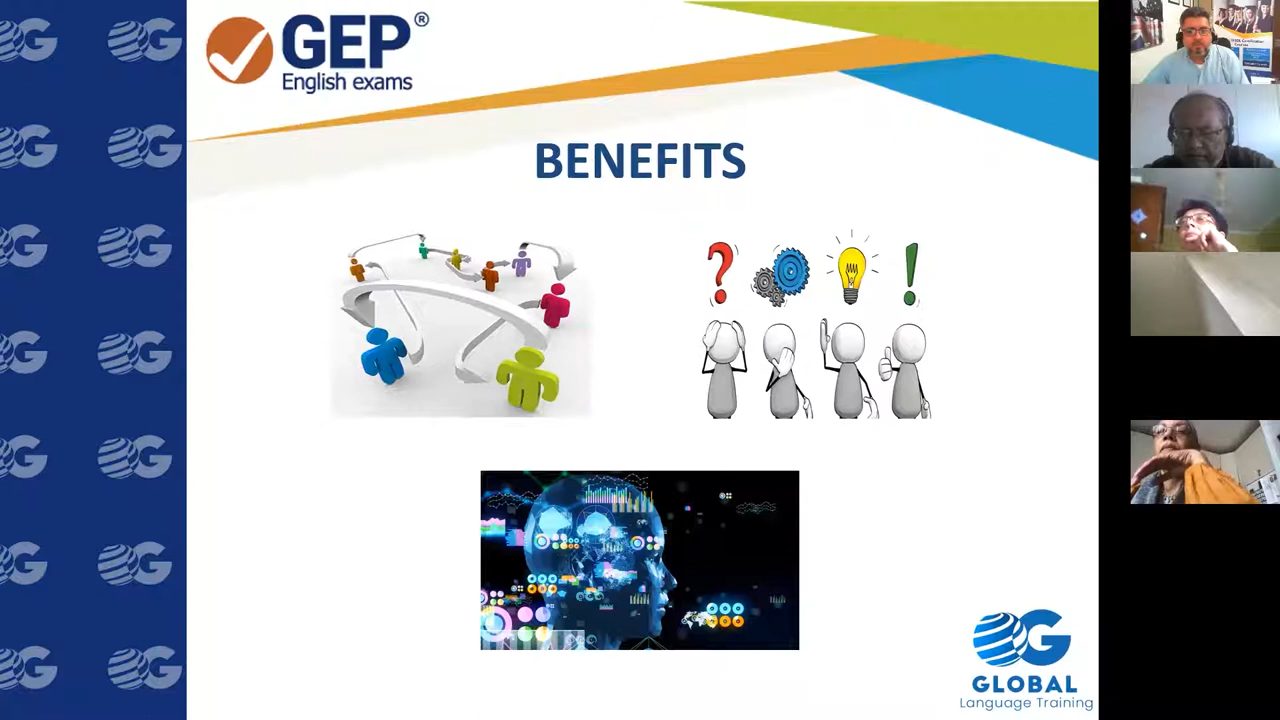 GEP®
English exams
BENEFITS
GLOBAL
Language Training